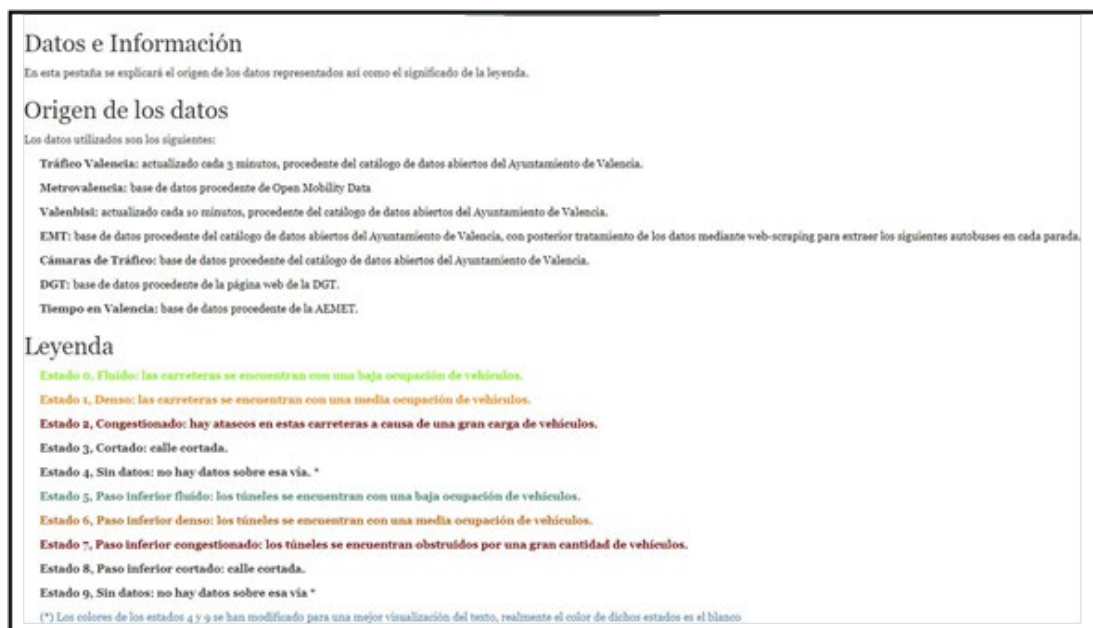 Datos e Información
En esta pestaña se explicará el origen de los datos representados así como el significado de la leyenda.
Origen de los datos
Los datos utilizados son los siguientes:
Tráfico Valencia: actualizado cada 3 minutos, procedente del catálogo de datos abiertos del Ayuntamiento de Valencia.
Metrovalencia: base de datos procedente de Open Mobility Data
Valenbisi: actualizado cada 10 minutos, procedente del catálogo de datos abiertos del Ayuntamiento de Valencia.
EMT: base de datos procedente del catálogo de datos abiertos del Ayuntamiento de Valencia, con posterior tratamiento de los datos mediante web-scraping para extraer los siguientes autobuses en cada parada.
Cámaras de Tráfico: base de datos procedente del catálogo de datos abiertos del Ayuntamiento de Valencia.
DGT: base de datos procedente de la página web de la DGT.
Tiempo en Valencia: base de datos procedente de la AEMET.
Leyenda
Estado 0, Fluído: las carreteras se encuentran con una baja ocupación de vehículos.
Estado 1, Denso: las carreteras se encuentran con una media ocupación de vehículos.
Estado 2, Congestionado: hay atascos en estas carreteras a causa de una gran carga de vehículos.
Estado 3, Cortado: calle cortada.
Estado 4, Sin datos: no hay datos sobre esa vía. *
Estado 5, Paso inferior fluído: los túneles se encuentran con una baja ocupación de vehículos.
Estado 6, Paso inferior denso: los túneles se encuentran con una media ocupación de vehículos.
Estado 7, Paso inferior congestionado: los túneles se encuentran obstruidos por una gran cantidad de vehículos.
Estado 8, Paso inferior cortado: calle cortada.
Estado 9, Sin datos: no hay datos sobre esa vía *
(*) Los colores de los estados 4 y 9 se han modificado para una mejor visualización del texto, realmente el color de dichos estados es el blanco